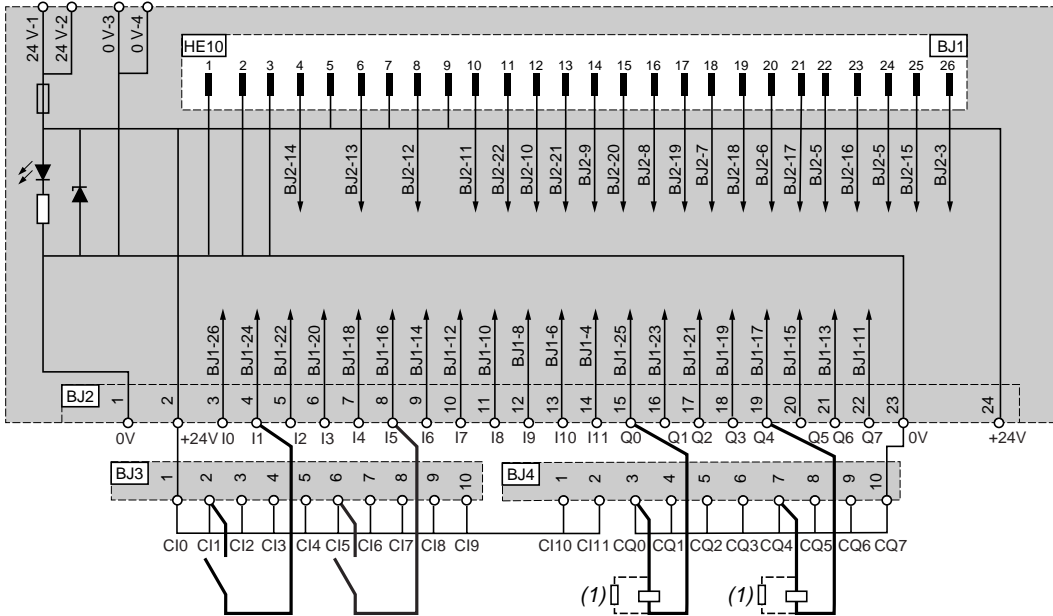 24 V-1
24 V-2
0 V-3
0 V-4
HE10
BJ1
1 2 3 4 5 6 7 8 9 10 11 12 13 14 15 16 17 18 19 20 21 22 23 24 25 26
BJ2-14
BJ2-13
BJ2-12
BJ2-11
BJ2-22
BJ2-10
BJ2-21
BJ2-9
BJ2-20
BJ2-8
BJ2-19
BJ2-7
BJ2-18
BJ2-6
BJ2-17
BJ2-5
BJ2-16
BJ2-5
BJ2-15
BJ2-3
BJ1-26
BJ1-24
BJ1-22
BJ1-20
BJ1-18
BJ1-16
BJ1-14
BJ1-12
BJ1-10
BJ1-8
BJ1-6
BJ1-4
BJ1-25
BJ1-23
BJ1-21
BJ1-19
BJ1-17
BJ1-15
BJ1-13
BJ1-11
BJ2
1 2 3 4 5 6 7 8 9 10 11 12 13 14 15 16 17 18 19 20 21 22 23 24
0V +24V I0 I1 I2 I3 I4 I5 I6 I7 I8 I9 I10 I11 Q0 Q1 Q2 Q3 Q4 Q5 Q6 Q7 0V +24V
BJ3
1 2 3 4 5 6 7 8 9 10
BJ4
1 2 3 4 5 6 7 8 9 10
CI0 CI1 CI2 CI3 CI4 CI5 CI6 CI7 CI8 CI9 CI10 CI11 CQ0 CQ1 CQ2 CQ3 CQ4 CQ5 CQ6 CQ7
(1)
(1)